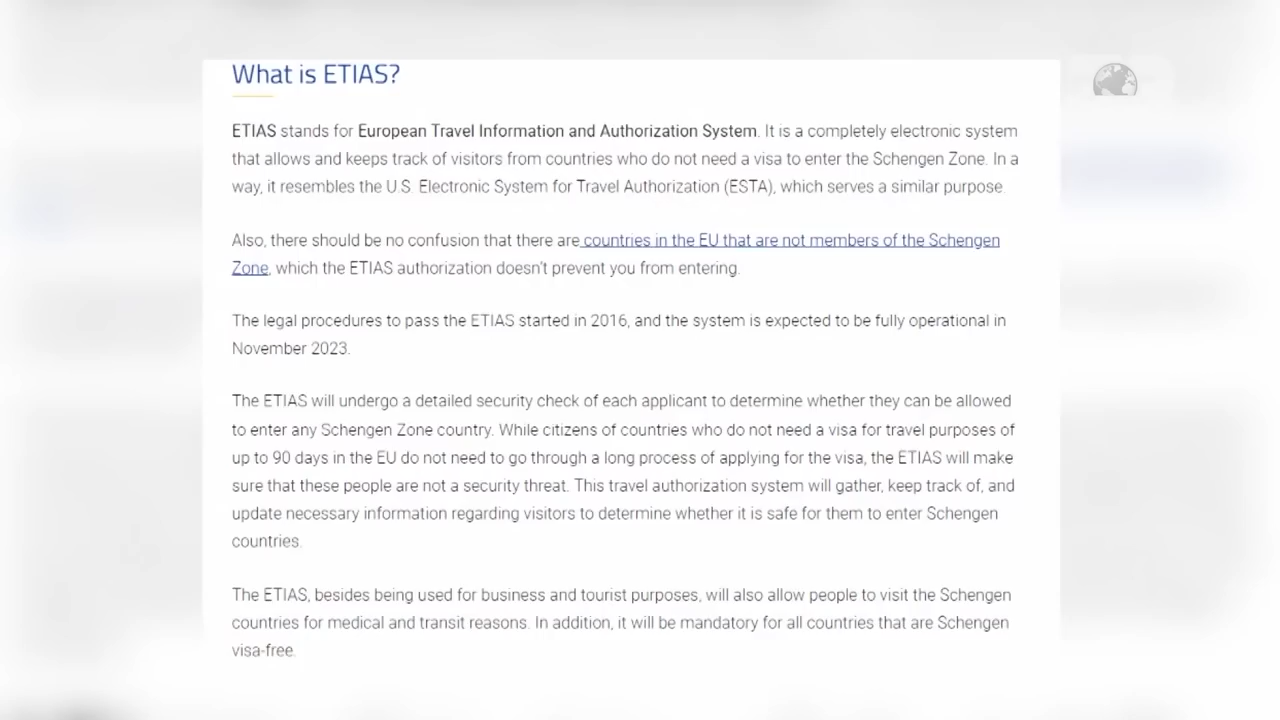 What is ETIAS?
ETIAS stands for European Travel Information and Authorization System. It is a completely electronic system
that allows and keeps track of visitors from countries who do not need a visa to enter the Schengen Zone. In a
way, it resembles the U.S. Electronic System for Travel Authorization (ESTA), which serves a similar purpose
Also, there should be no confusion that there are countries in the EU that are not members of the Schengen
Zone, which the ETIAS authorization doesn't prevent you from entering.
The legal procedures to pass the ETIAS started in 2016, and the system is expected to be fully operational in
November 2023.
The ETIAS will undergo a detailed security check of each applicant to determine whether they can be allowed
to enter any Schengen Zone country. While citizens of countries who do not need a visa for travel purposes of
up to 90 days in the EU do not need to go through a long process of applying for the visa, the ETIAS will make
sure that these people are not a security threat. This travel authorization system will gather, keep track of, and
update necessary information regarding visitors to determine whether it is safe for them to enter Schengen
countries.
The ETIAS, besides being used for business and tourist purposes, will also allow people to visit the Schengen
countries for medical and transit reasons. In addition, it will be mandatory for all countries that are Schengen
visa-free.